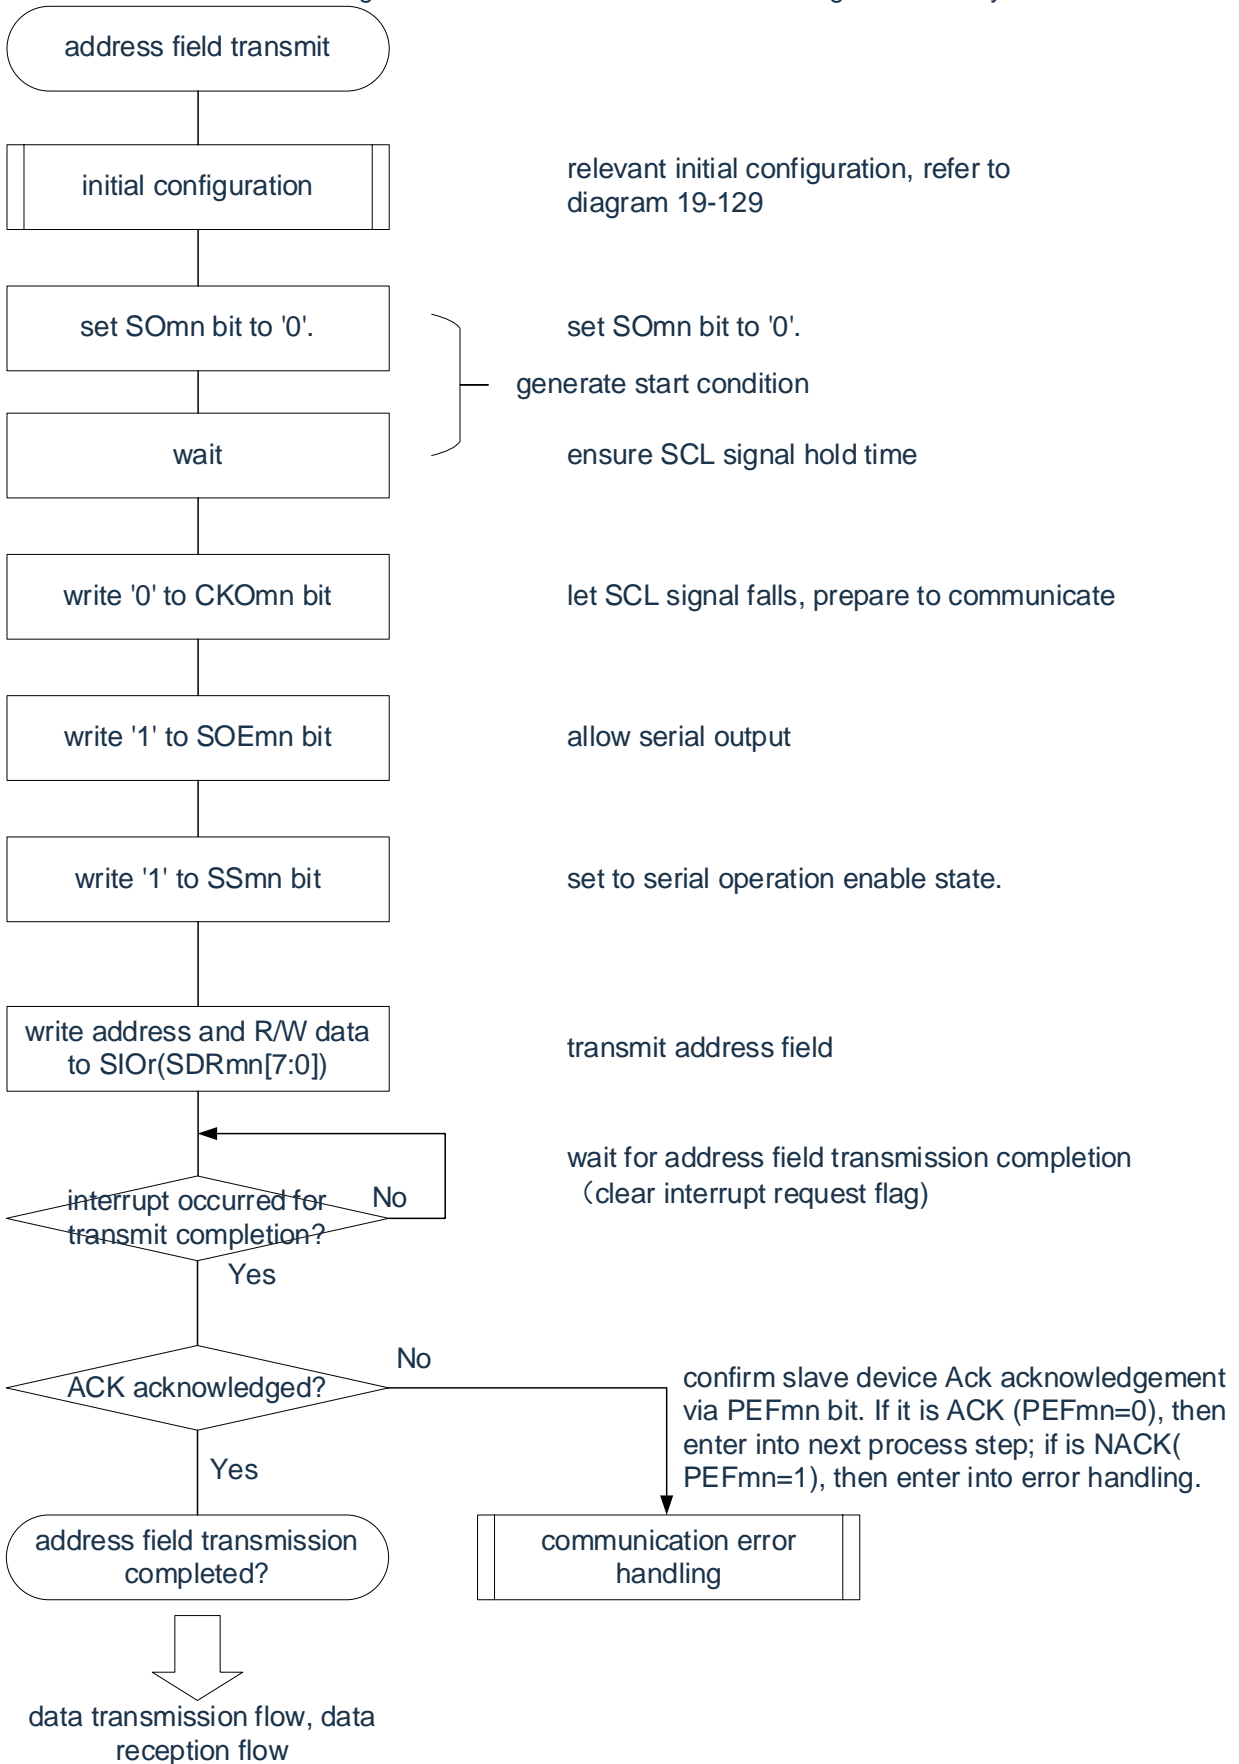 address field transmit
initial configuration
relevant initial configuration, refer to
diagram 19-129
set SOmn bit to '0'.
set SOmn bit to '0'.
generate start condition
wait
ensure SCL signal hold time
write '0' to CKOmn bit
let SCL signal falls, prepare to communicate
write '1' to SOEmn bit
allow serial output
write '1' to SSmn bit
set to serial operation enable state.
write address and R/W data
to SIOr(SDRmn[7:0])
transmit address field
wait for address field transmission completion
（clear interrupt request flag)
interrupt occurred for
transmit completion?
No
Yes
ACK acknowledged?
No
confirm slave device Ack acknowledgement
via PEFmn bit. If it is ACK (PEFmn=0), then
enter into next process step; if is NACK(
PEFmn=1), then enter into error handling.
Yes
address field transmission
completed?
communication error
handling
data transmission flow, data
reception flow